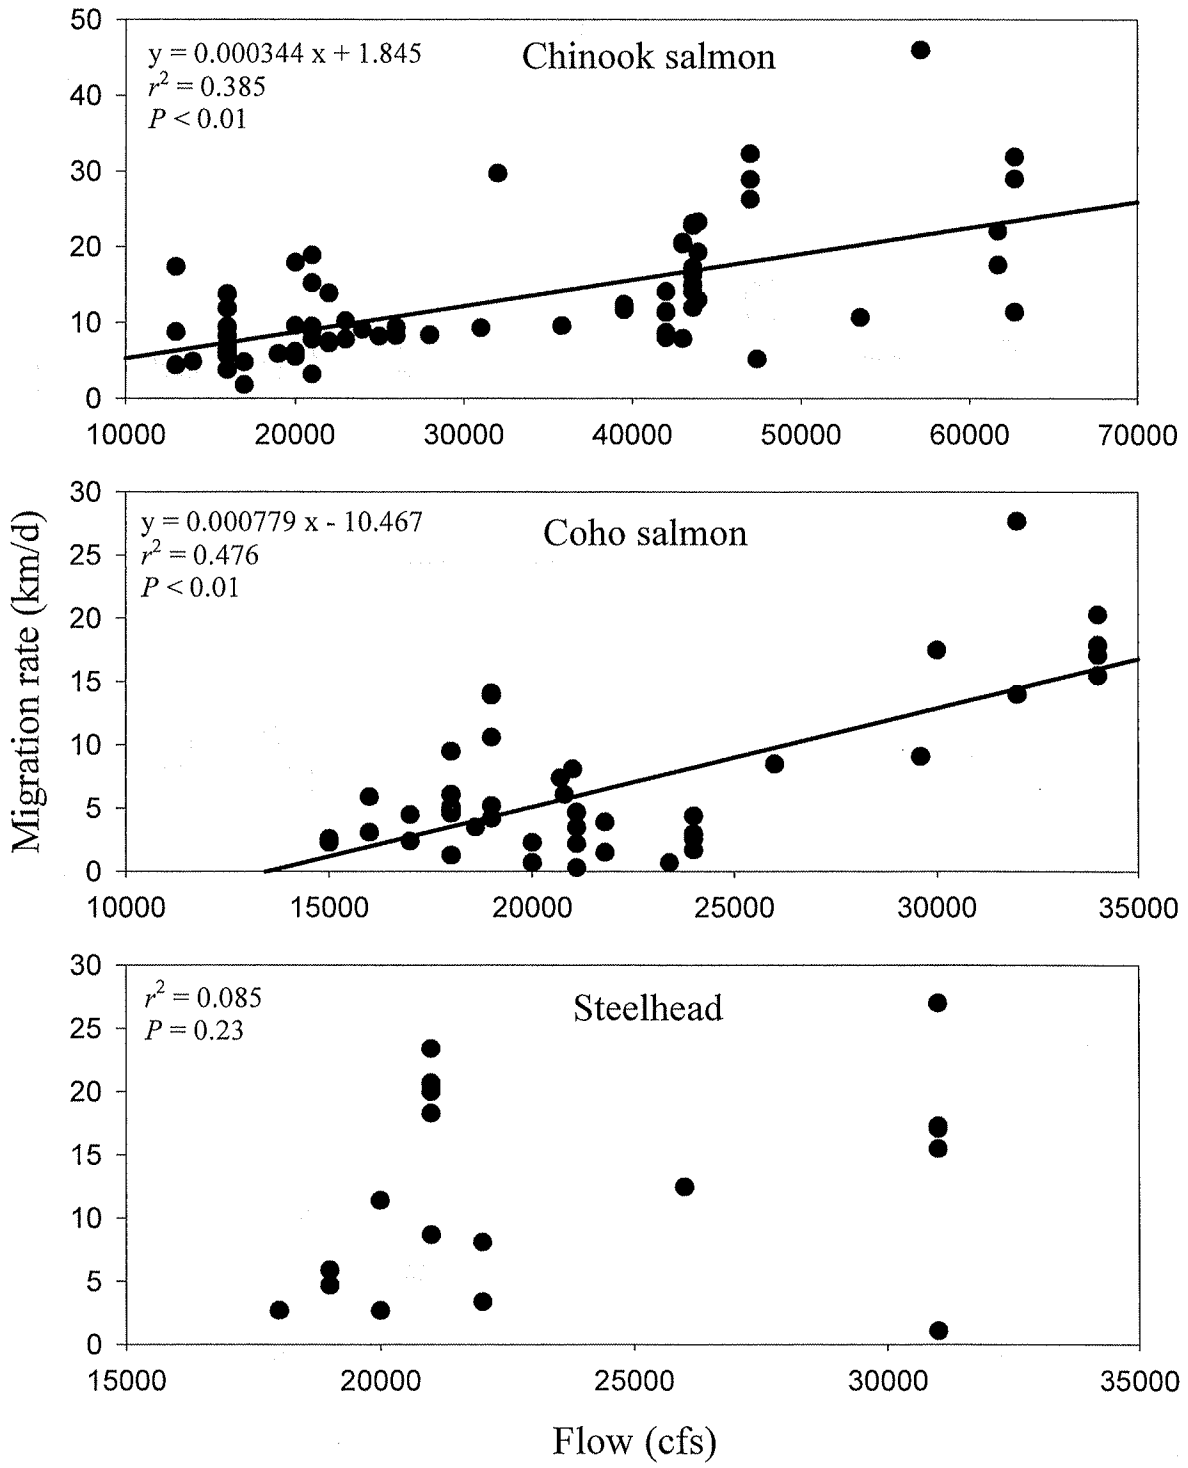 50
y = 0.000344 x + 1.845
Chinook salmon
r² = 0.385
40
P < 0.01
30
20
10
0
10000 20000 30000 40000 50000 60000 70000
30
y = 0.000779 x - 10.467
Coho salmon
r² = 0.476
25
P < 0.01
20
15
10
5
0
10000 15000 20000 25000 30000 35000
Migration rate (km/d)
30
r² = 0.085
Steelhead
P = 0.23
25
20
15
10
5
0
15000 20000 25000 30000 35000
Flow (cfs)